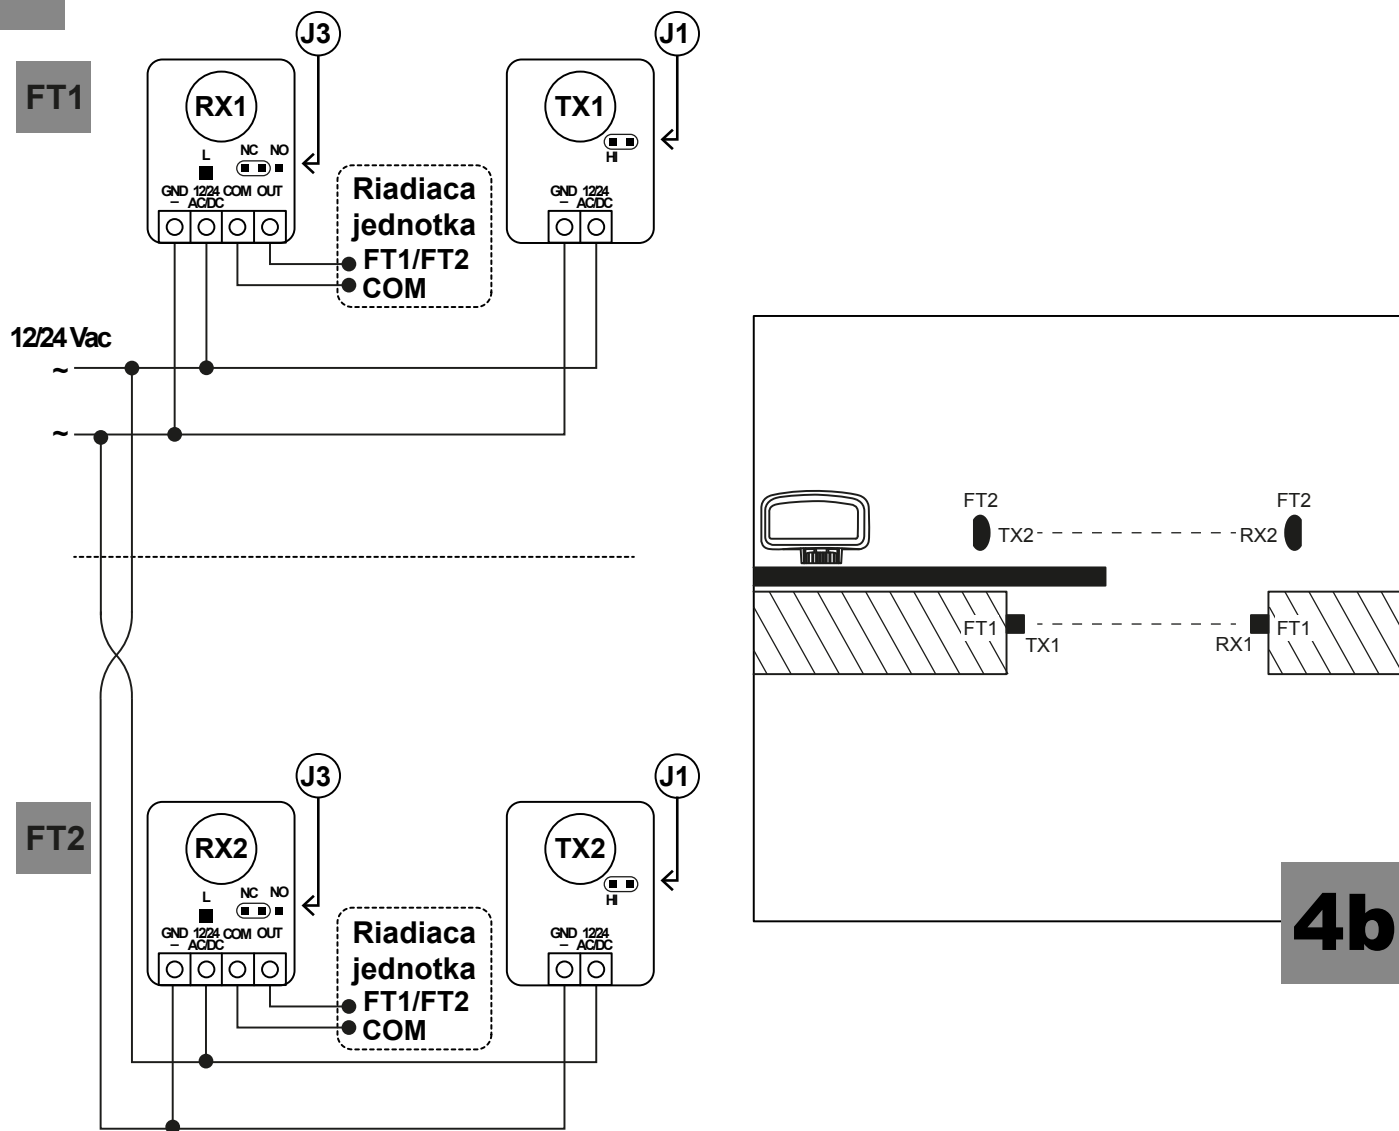 J3
J1
FT1
RX1
TX1
L
NC NO
HI
GND 12/24 COM OUT
– AC/DC
GND 12/24
– AC/DC
Riadiaca
jednotka
FT1/FT2
COM
12/24 Vac
~
~
FT2
FT2
TX2
RX2
FT1
TX1
RX1
FT1
J3
J1
FT2
RX2
TX2
L
NC NO
HI
GND 12/24 COM OUT
– AC/DC
GND 12/24
– AC/DC
Riadiaca
jednotka
FT1/FT2
COM
4b